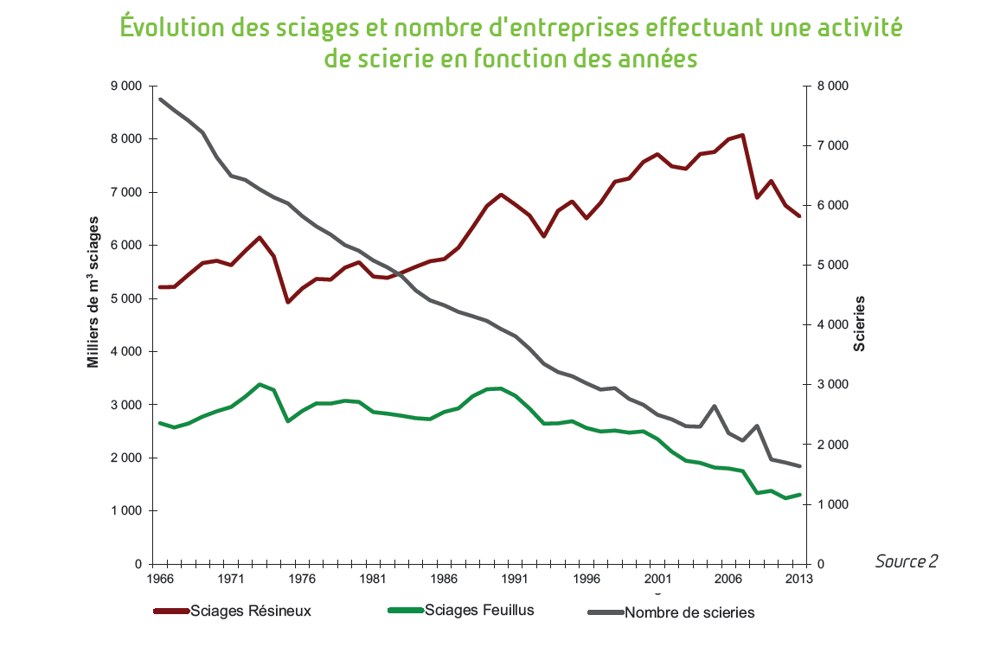 Évolution des sciages et nombre d'entreprises effectuant une activité
de scierie en fonction des années
9 000
8 000
7 000
6 000
5 000
4 000
3 000
2 000
1 000
0
Milliers de m³ sciages
8 000
7 000
6 000
5 000
4 000
3 000
2 000
1 000
0
Scieries
1966 1971 1976 1981 1986 1991 1996 2001 2006 2013
Source 2
Sciages Résineux Sciages Feuillus Nombre de scieries